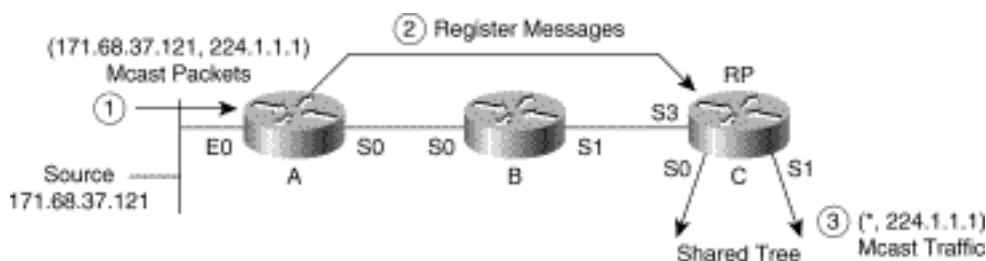 ② Register Messages
(171.68.37.121, 224.1.1.1)
Mcast Packets
①
RP
S3
E0
S0
S0
S1
A
B
S0
C
S1
Source
171.68.37.121
③ (*, 224.1.1.1)
Mcast Traffic
Shared Tree